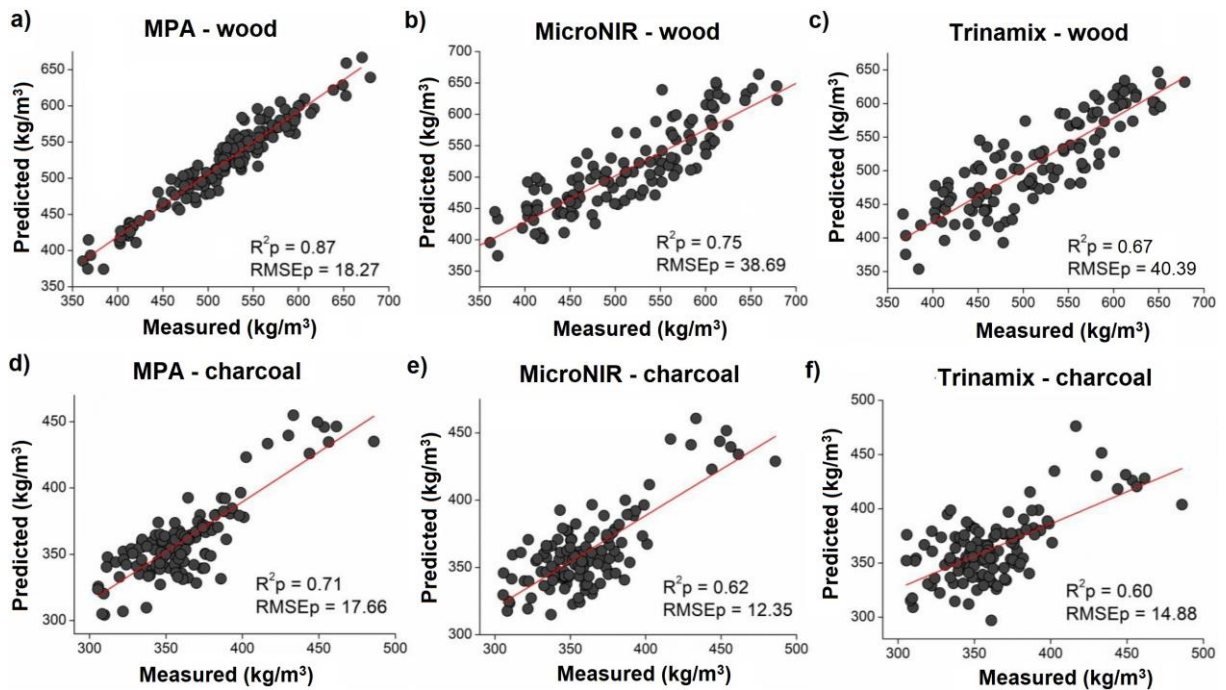 a)
MPA - wood
Predicted (kg/m³)
650
600
550
500
450
400
350
R²p = 0.87
RMSEp = 18.27
350 400 450 500 550 600 650 700
Measured (kg/m³)
b)
MicroNIR - wood
Predicted (kg/m³)
700
650
600
550
500
450
400
350
R²p = 0.75
RMSEp = 38.69
350 400 450 500 550 600 650 700
Measured (kg/m³)
c)
Trinamix - wood
Predicted (kg/m³)
650
600
550
500
450
400
350
R²p = 0.67
RMSEp = 40.39
350 400 450 500 550 600 650 700
Measured (kg/m³)
d)
MPA - charcoal
Predicted (kg/m³)
450
400
350
300
R²p = 0.71
RMSEp = 17.66
300 350 400 450 500
Measured (kg/m³)
e)
MicroNIR - charcoal
Predicted (kg/m³)
500
450
400
350
300
R²p = 0.62
RMSEp = 12.35
300 350 400 450 500
Measured (kg/m³)
f)
Trinamix - charcoal
Predicted (kg/m³)
500
450
400
350
300
R²p = 0.60
RMSEp = 14.88
300 350 400 450 500
Measured (kg/m³)